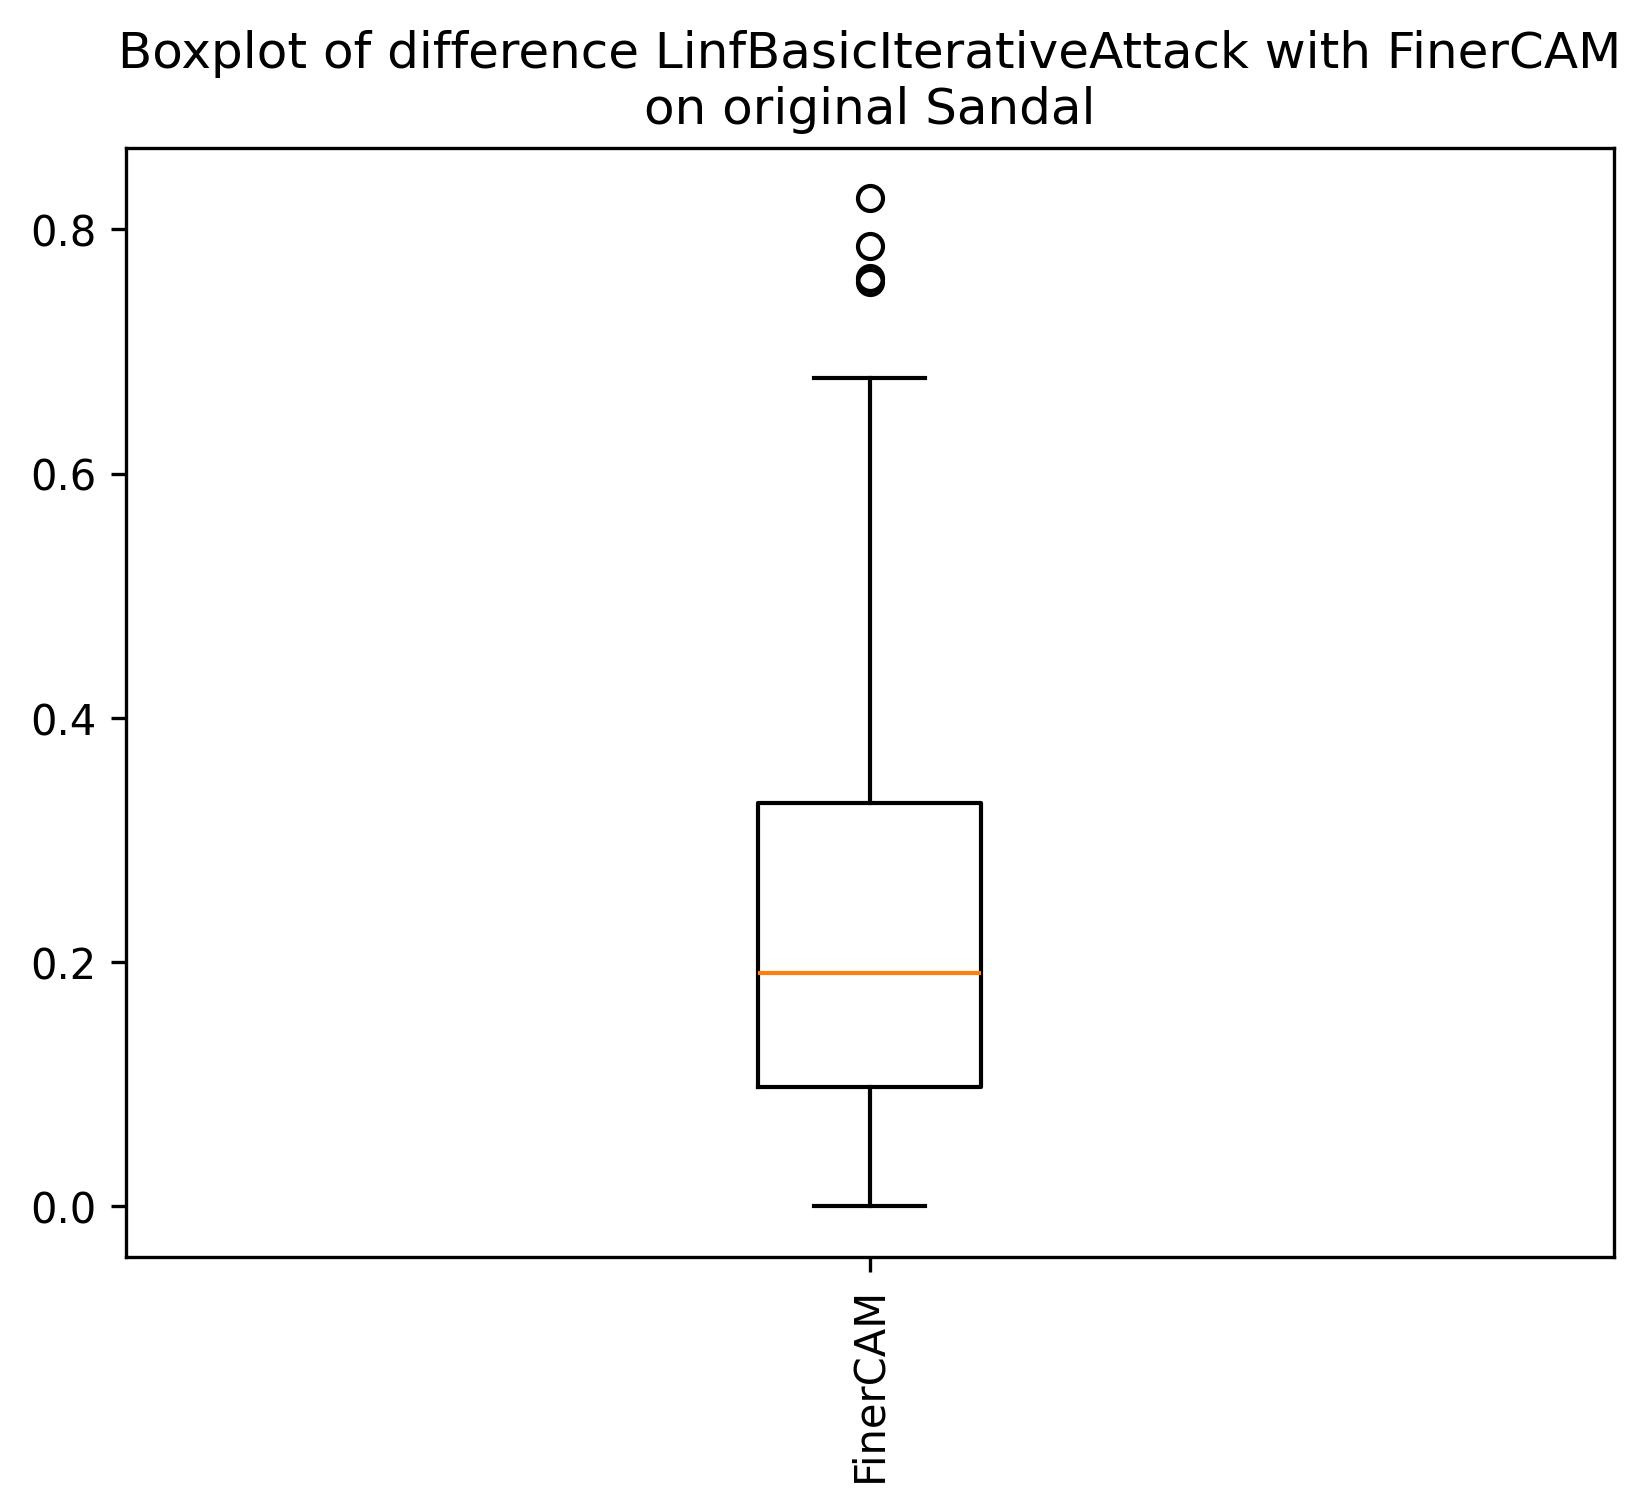 Boxplot of difference LinfBasicIterativeAttack with FinerCAM
on original Sandal
0.8
0.6
0.4
0.2
0.0
FinerCAM